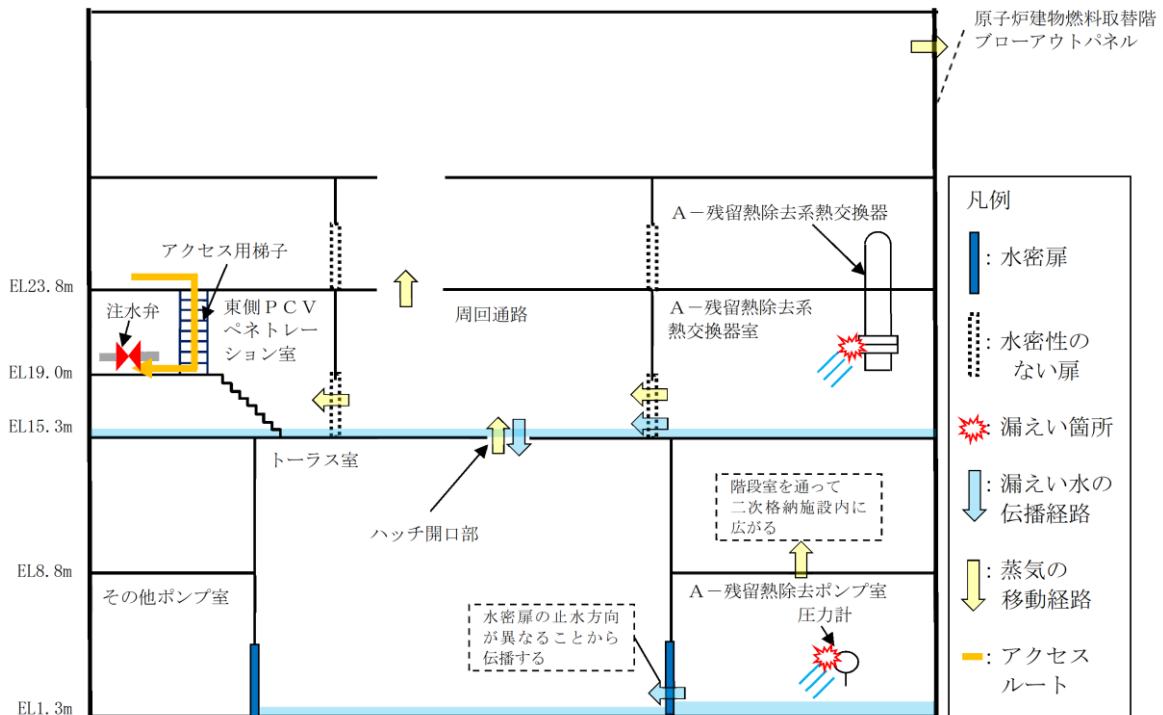 原子炉建物燃料取替階
ブローアウトパネル
A－残留熱除去系熱交換器
アクセス用梯子
EL23.8m
注水弁
東側PCV
ペネトレー
ション室
周回通路
A－残留熱除去系
熱交換器室
EL19.0m
EL15.3m
トーラス室
ハッチ開口部
階段室を通って
二次格納施設内に
広がる
EL8.8m
その他ポンプ室
A－残留熱除去ポンプ室
圧力計
水密扉の止水方向
が異なることから
伝播する
EL1.3m
凡例
: 水密扉
: 水密性の
ない扉
: 漏えい箇所
: 漏えい水の
伝播経路
: 蒸気の
移動経路
: アクセス
ルート